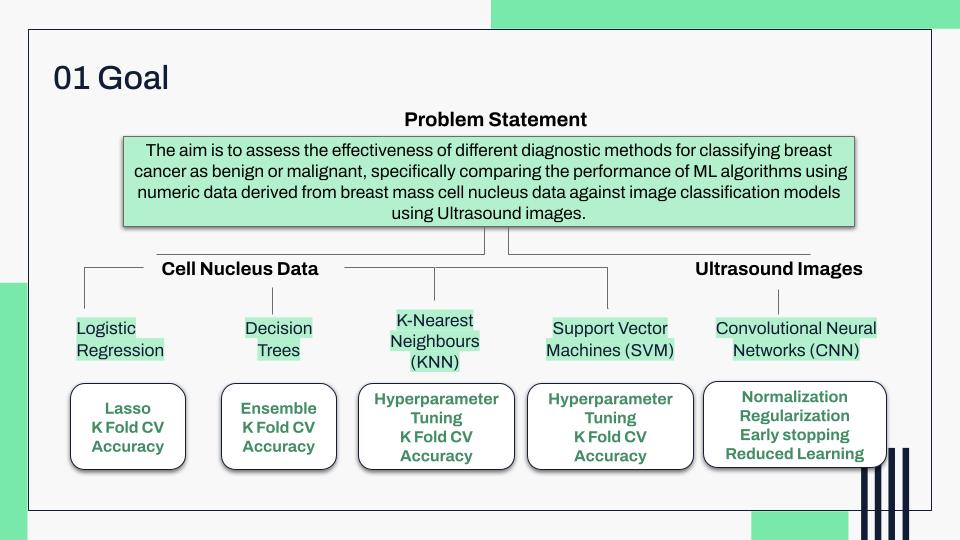 01 Goal
Problem Statement
The aim is to assess the effectiveness of different diagnostic methods for classifying breast
cancer as benign or malignant, specifically comparing the performance of ML algorithms using
numeric data derived from breast mass cell nucleus data against image classification models
using Ultrasound images.
Cell Nucleus Data
Ultrasound Images
Logistic
Regression
Decision
Trees
K-Nearest
Neighbours
(KNN)
Support Vector
Machines (SVM)
Convolutional Neural
Networks (CNN)
Lasso
K Fold CV
Accuracy
Ensemble
K Fold CV
Accuracy
Hyperparameter
Tuning
K Fold CV
Accuracy
Hyperparameter
Tuning
K Fold CV
Accuracy
Normalization
Regularization
Early stopping
Reduced Learning